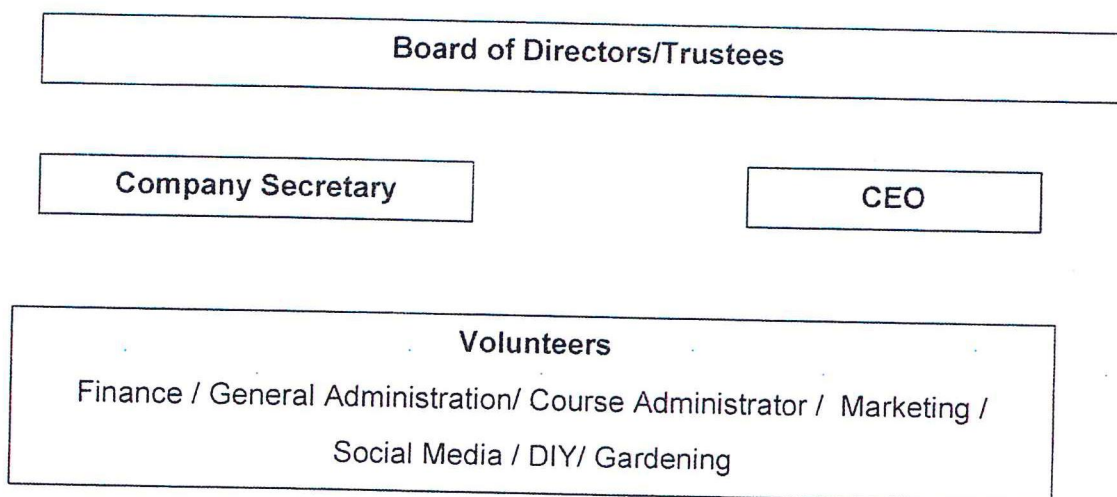 Board of Directors/Trustees
Company Secretary
CEO
Volunteers
Finance / General Administration/ Course Administrator / Marketing /
Social Media / DIY/ Gardening